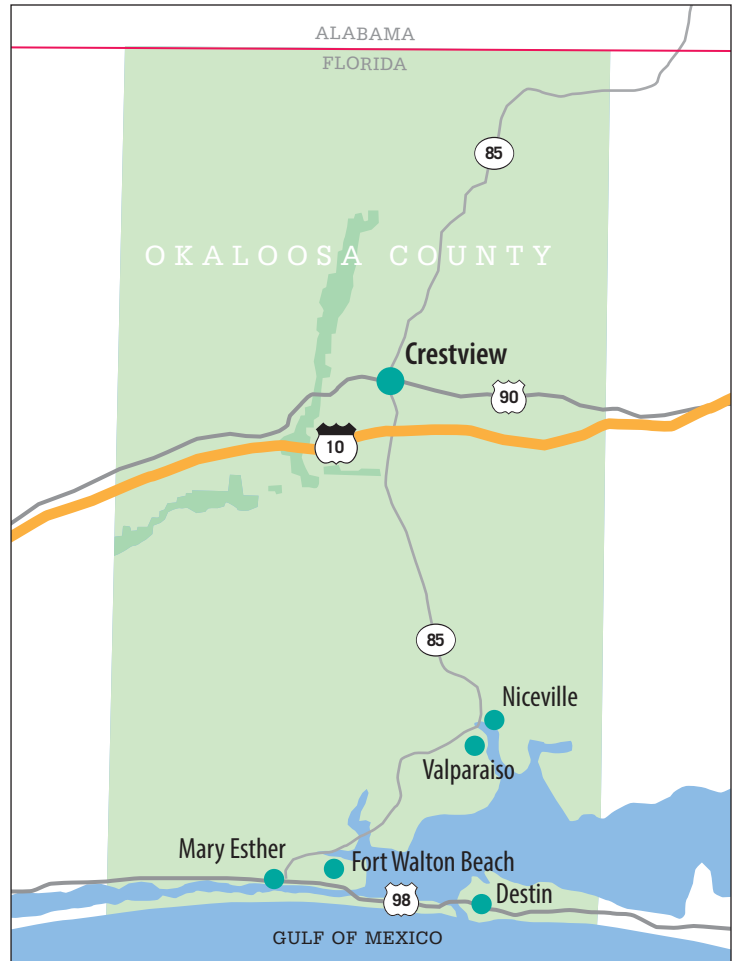 ALABAMA
FLORIDA
85
OKALOOSA COUNTY
Crestview
90
10
85
Niceville
Valparaiso
Mary Esther
Fort Walton Beach
98
Destin
GULF OF MEXICO